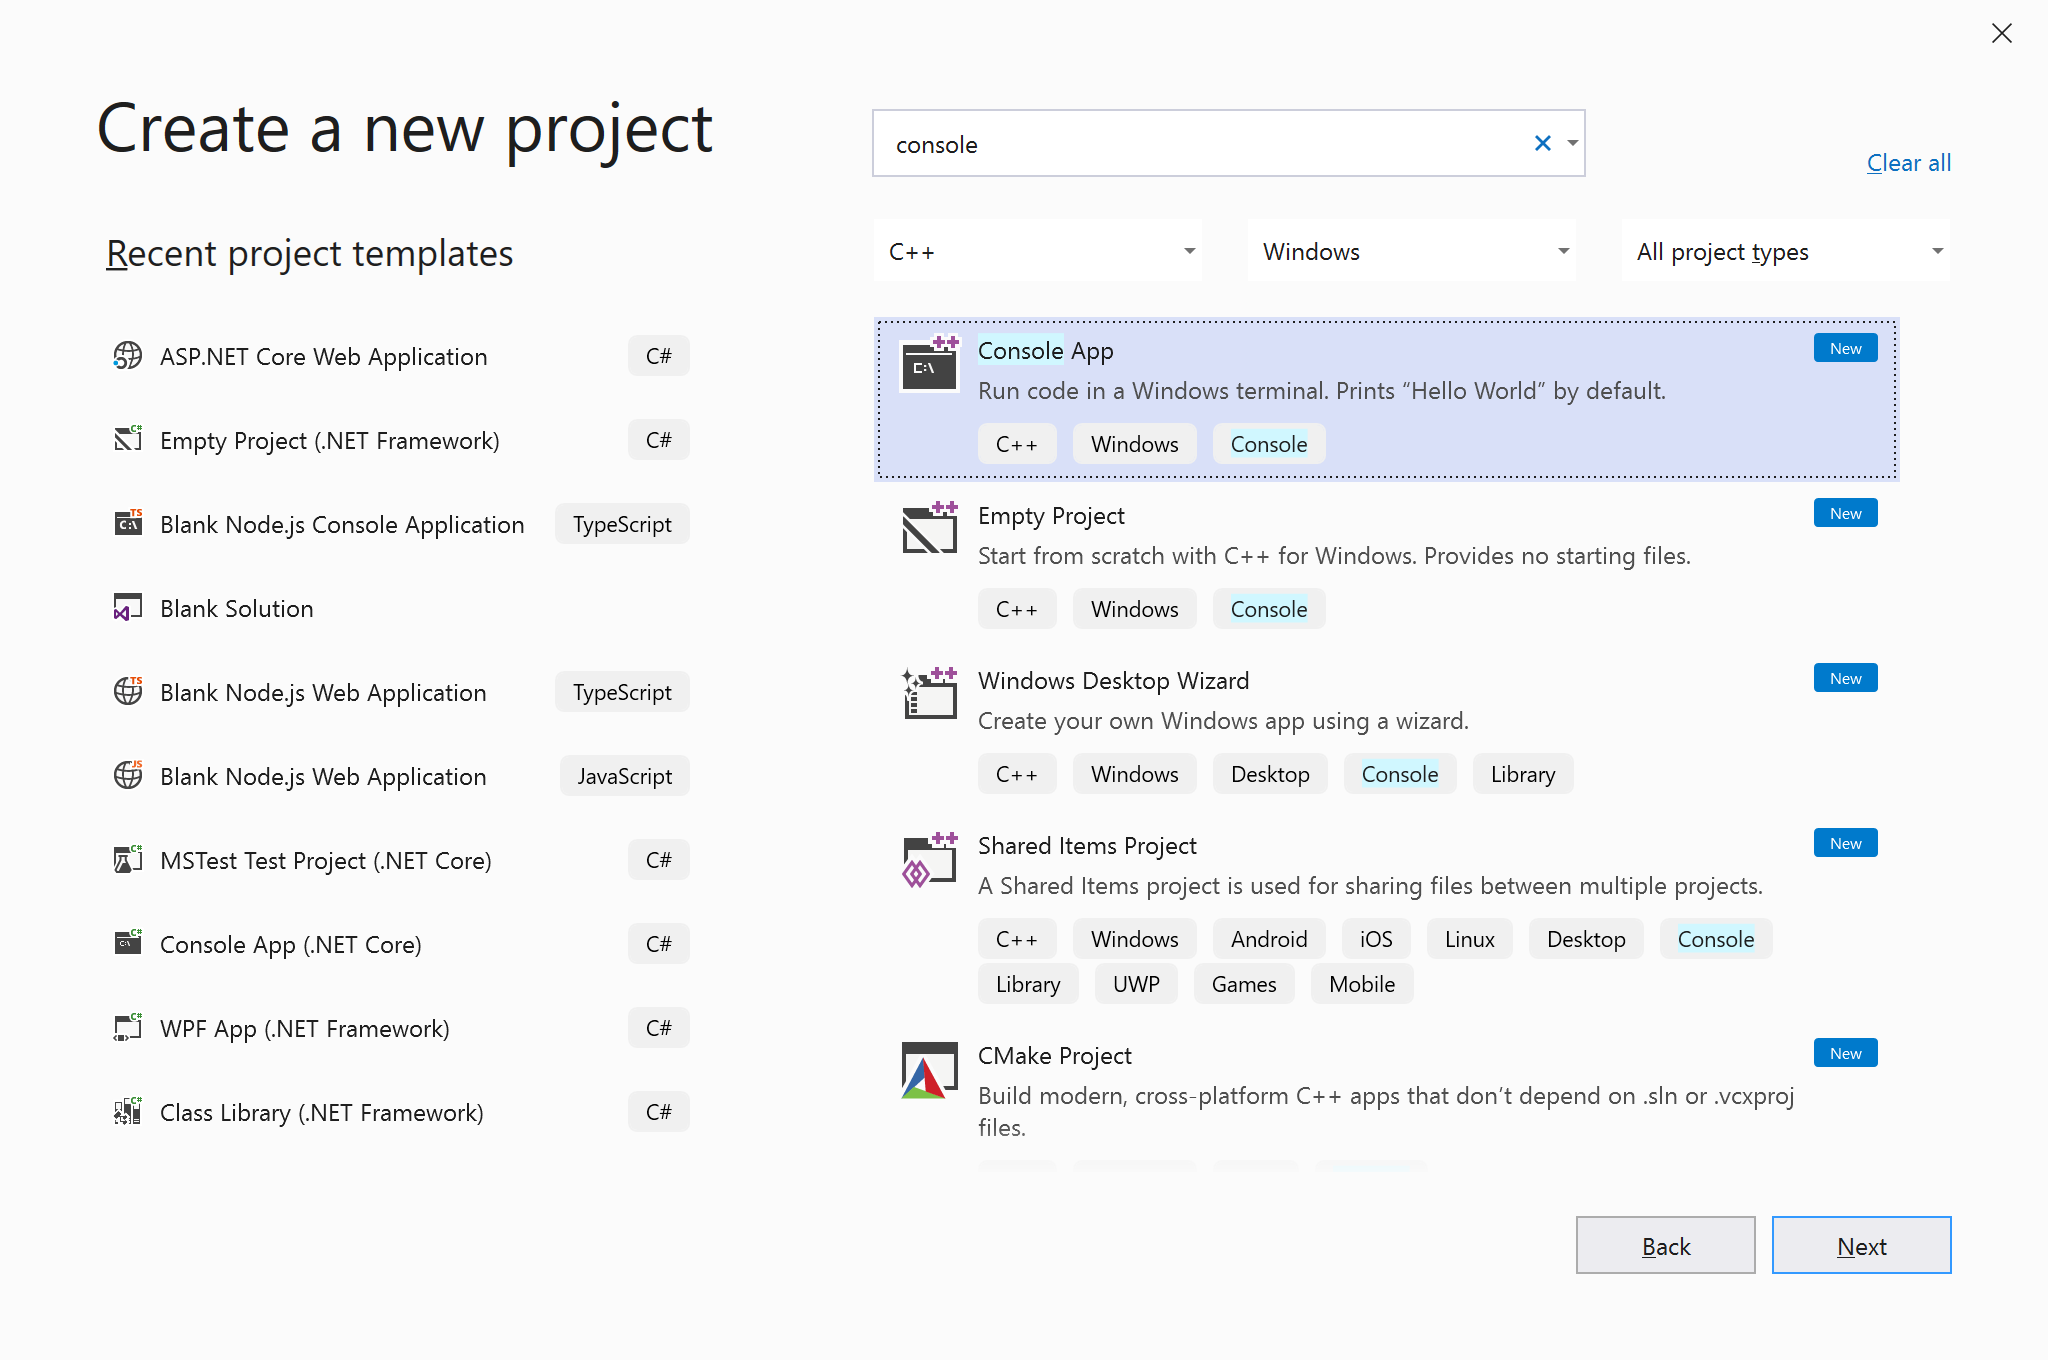 Create a new project
Recent project templates
ASP.NET Core Web Application C#
Empty Project (.NET Framework) C#
Blank Node.js Console Application TypeScript
Blank Solution
Blank Node.js Web Application TypeScript
Blank Node.js Web Application JavaScript
MSTest Test Project (.NET Core) C#
Console App (.NET Core) C#
WPF App (.NET Framework) C#
Class Library (.NET Framework) C#
console
Clear all
C++ Windows All project types
Console App New
Run code in a Windows terminal. Prints “Hello World” by default.
C++ Windows Console
Empty Project New
Start from scratch with C++ for Windows. Provides no starting files.
C++ Windows Console
Windows Desktop Wizard New
Create your own Windows app using a wizard.
C++ Windows Desktop Console Library
Shared Items Project New
A Shared Items project is used for sharing files between multiple projects.
C++ Windows Android iOS Linux Desktop Console
Library UWP Games Mobile
CMake Project New
Build modern, cross-platform C++ apps that don’t depend on .sln or .vcxproj
files.
Back Next